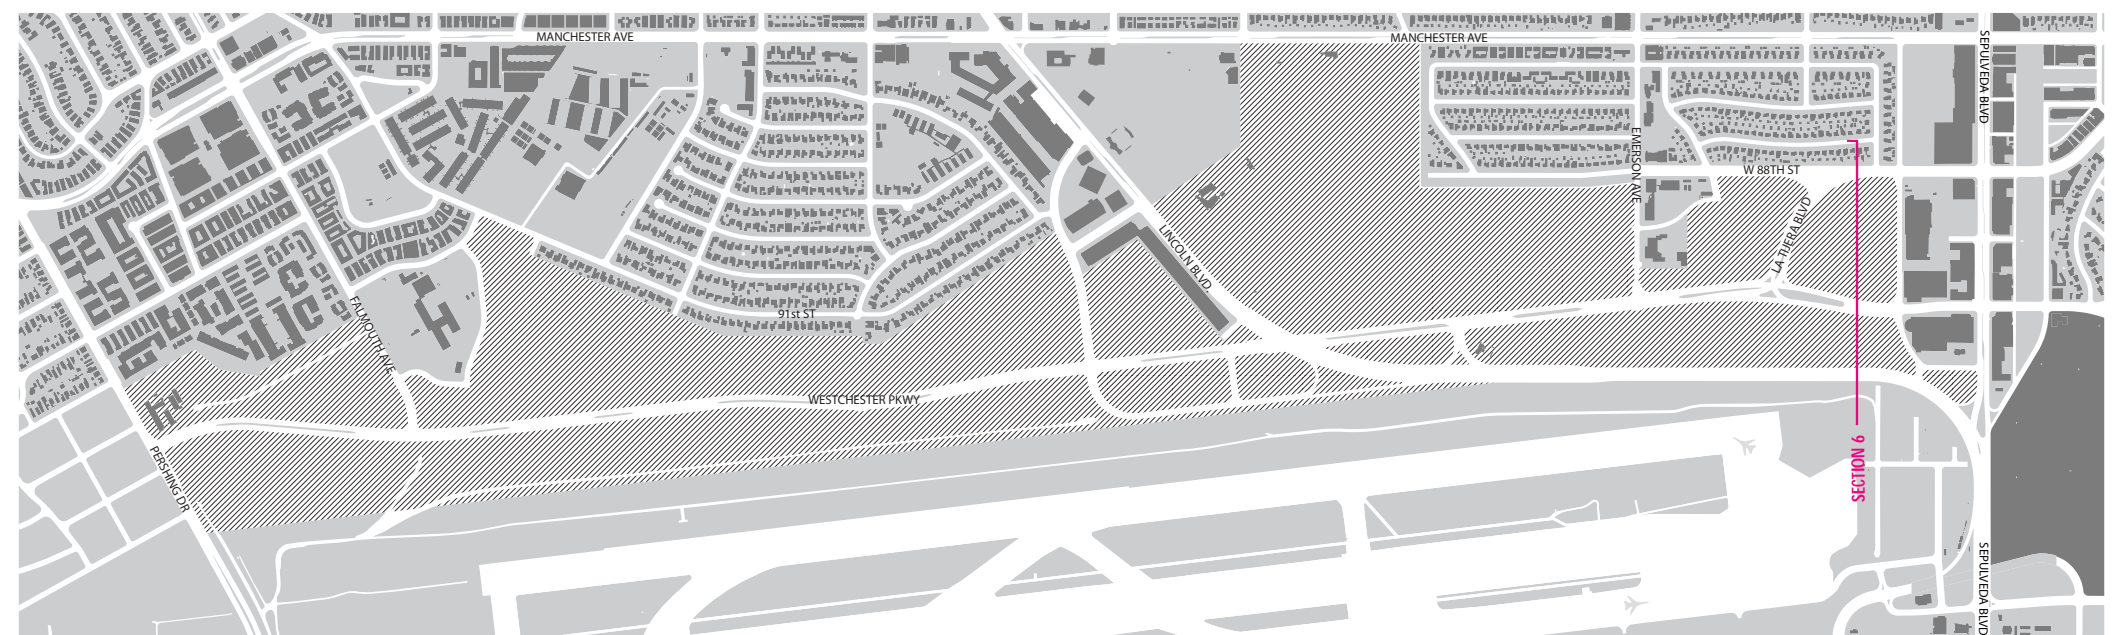 MANCHESTER AVE
MANCHESTER AVE
SEPULVEDA BLVD
EMERSON AVE
W 88TH ST
LA TIJERA BLVD
LINCOLN BLVD.
FALMOUTH AVE
91st ST
WESTCHESTER PKWY
PERSHING DR
SECTION 6
SEPULVEDA BLVD